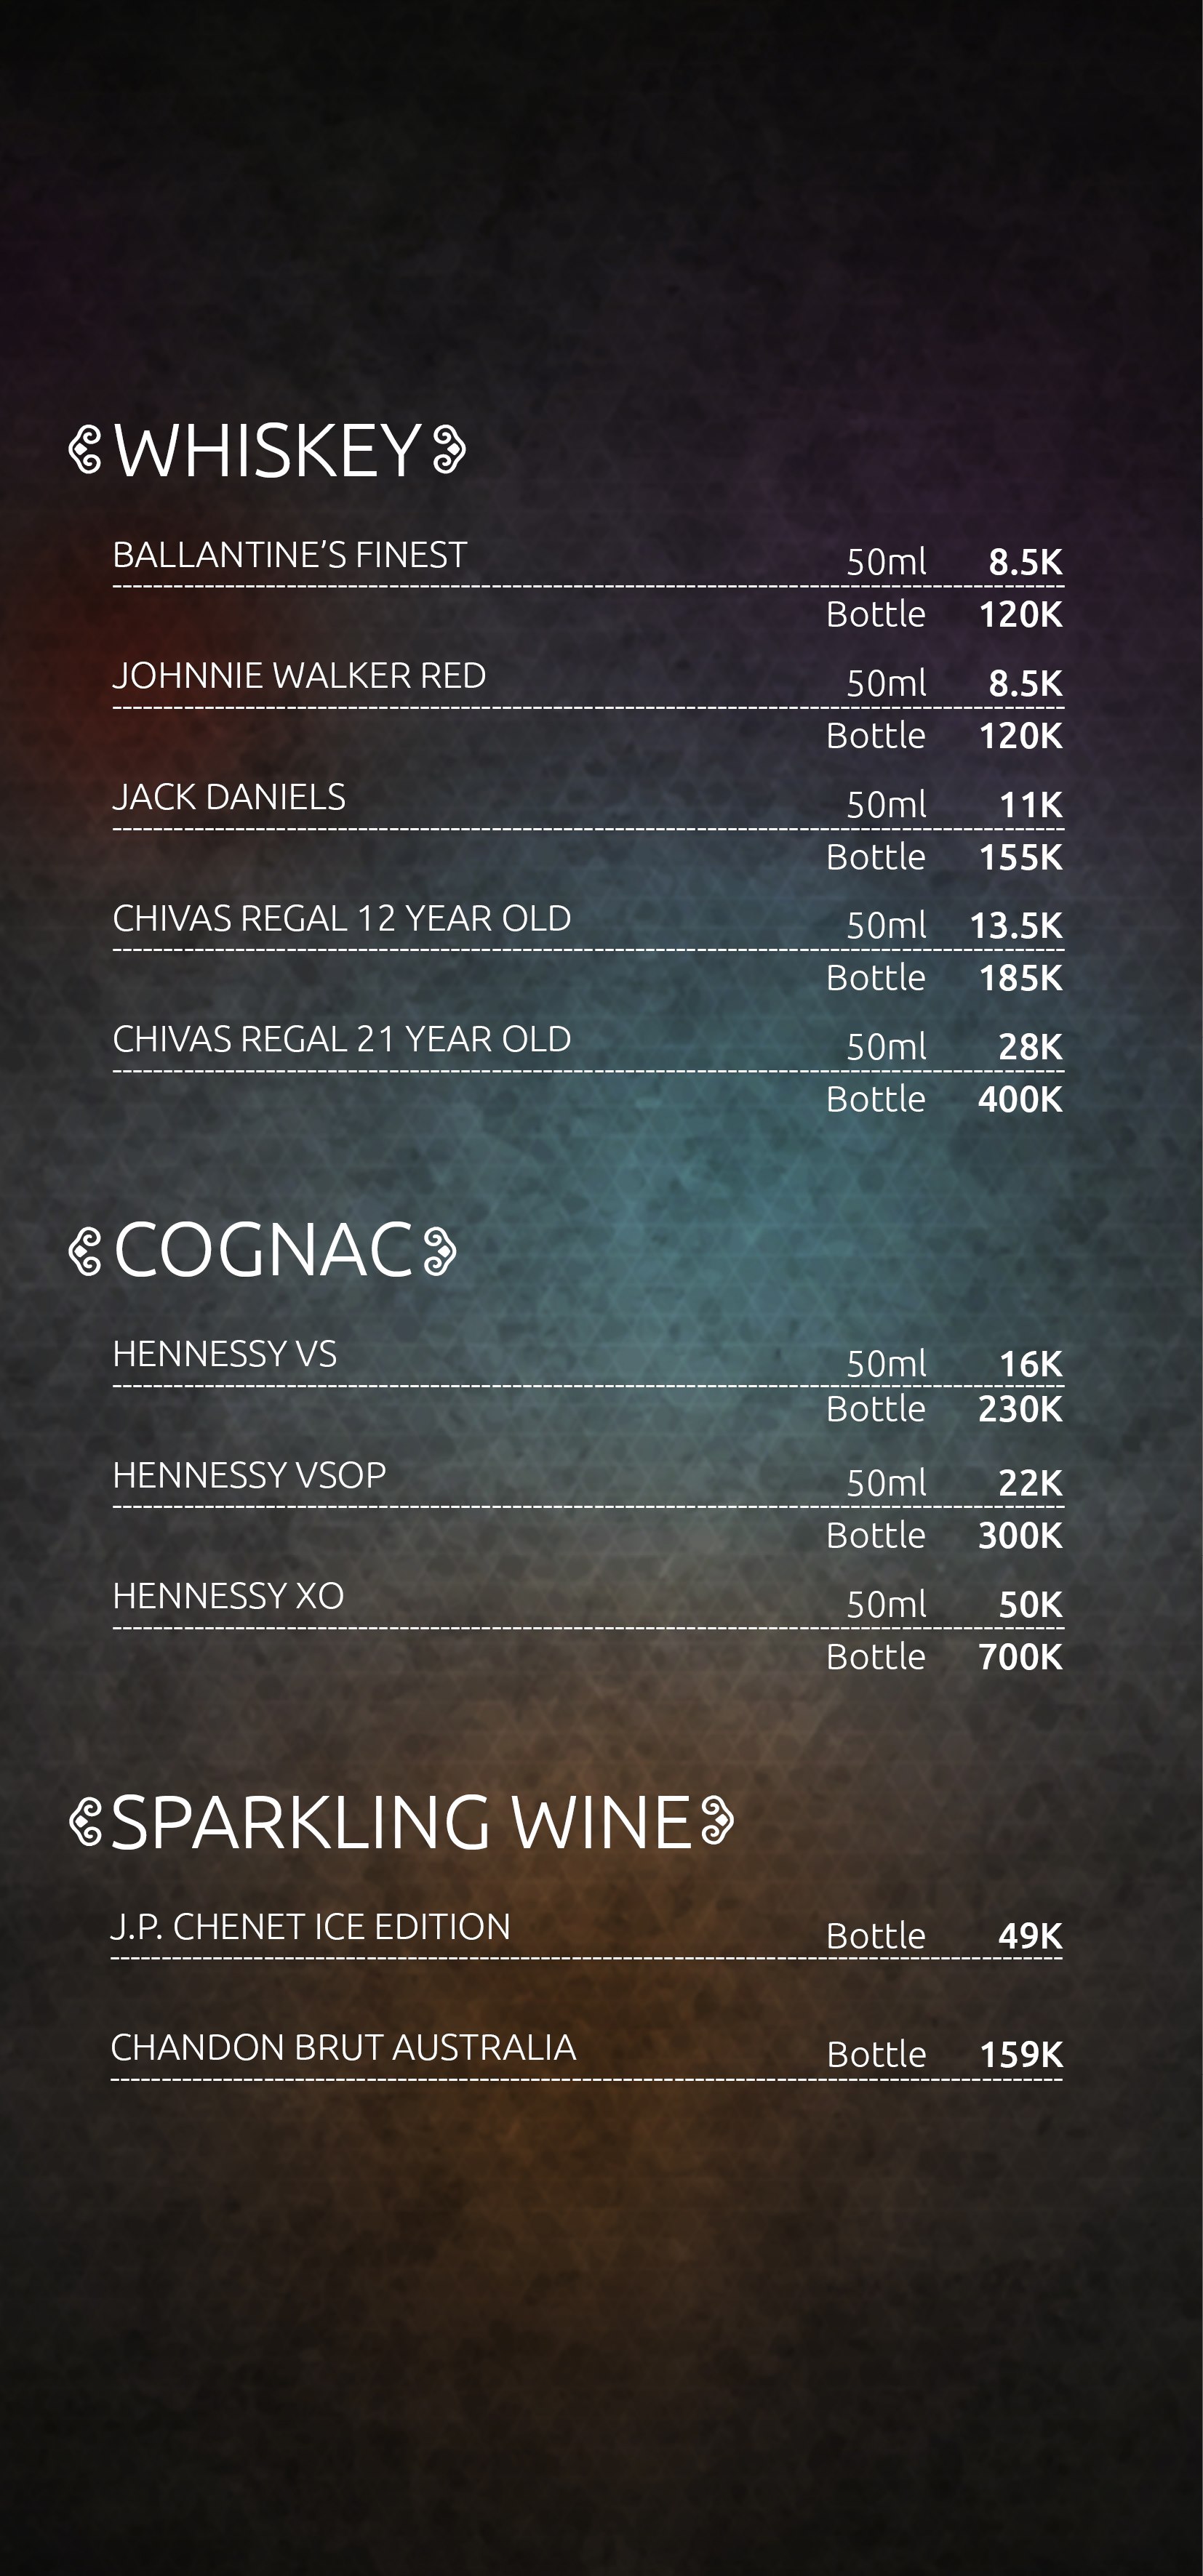 WHISKEY
BALLANTINE’S FINEST 50ml 8.5K
Bottle 120K
JOHNNIE WALKER RED 50ml 8.5K
Bottle 120K
JACK DANIELS 50ml 11K
Bottle 155K
CHIVAS REGAL 12 YEAR OLD 50ml 13.5K
Bottle 185K
CHIVAS REGAL 21 YEAR OLD 50ml 28K
Bottle 400K
COGNAC
HENNESSY VS 50ml 16K
Bottle 230K
HENNESSY VSOP 50ml 22K
Bottle 300K
HENNESSY XO 50ml 50K
Bottle 700K
SPARKLING WINE
J.P. CHENET ICE EDITION Bottle 49K
CHANDON BRUT AUSTRALIA Bottle 159K